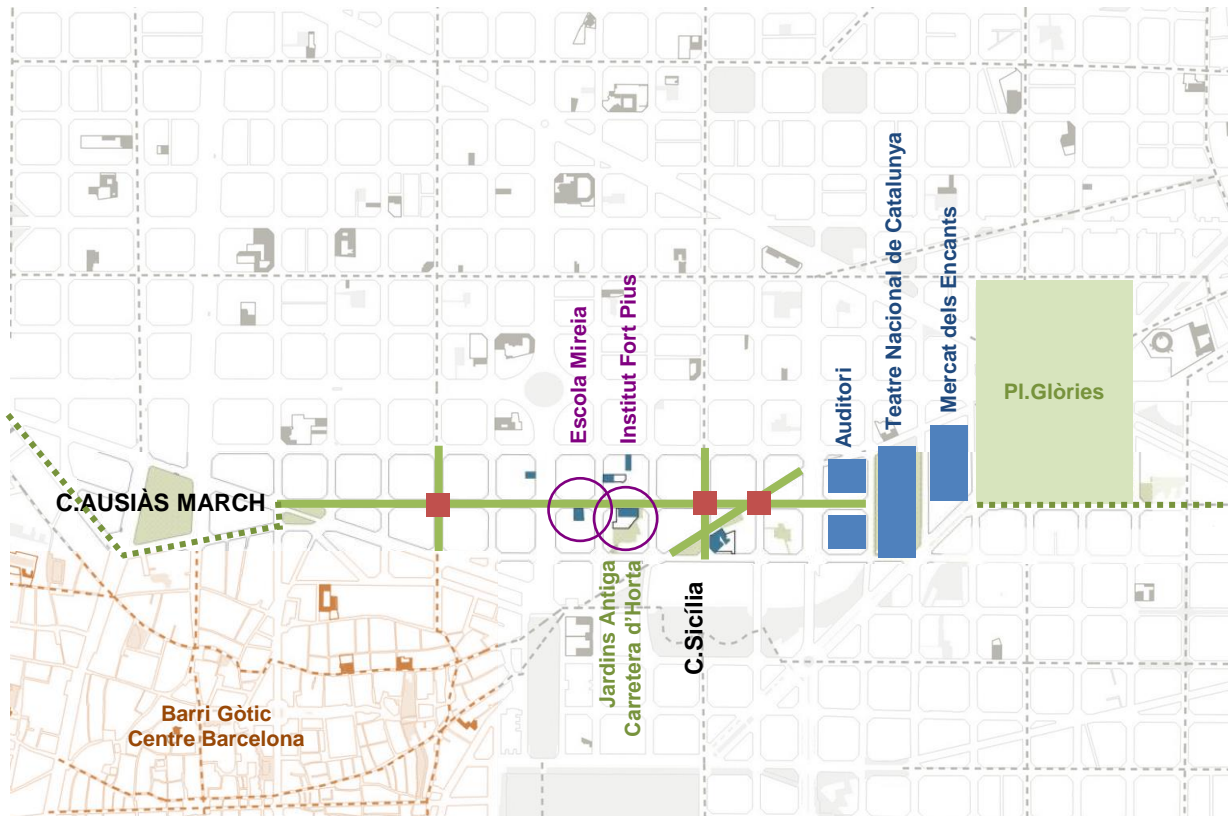 Teatre Nacional de Catalunya
Mercat dels Encants
Institut Fort Pius
Escola Mireia
Auditori
Pl.Glòries
C.AUSIÀS MARCH
Jardins Antiga
Carretera d'Horta
C.Sicília
Barri Gòtic
Centre Barcelona